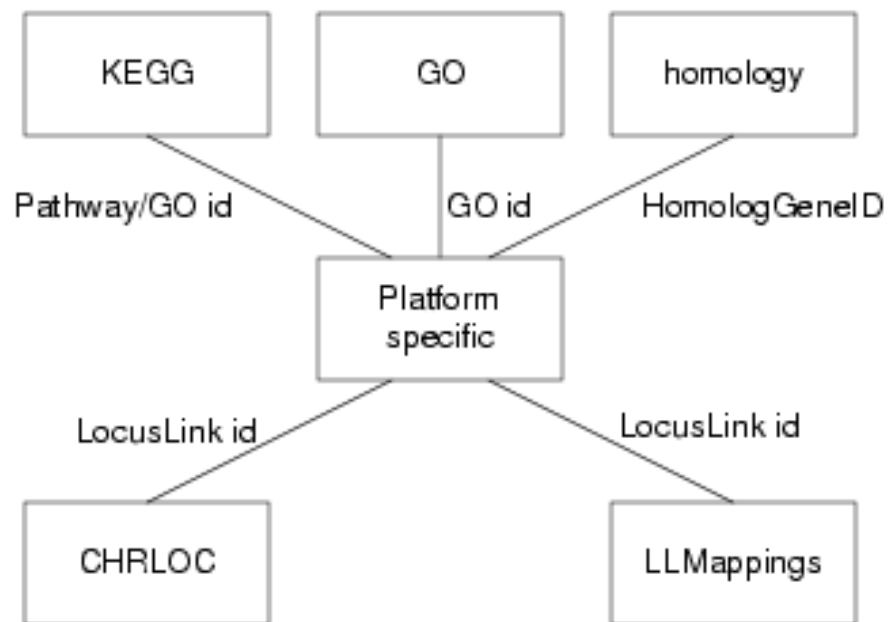 KEGG
GO
homology
Pathway/GO id
GO id
HomologGeneID
Platform
specific
LocusLink id
LocusLink id
CHRLOC
LLMappings